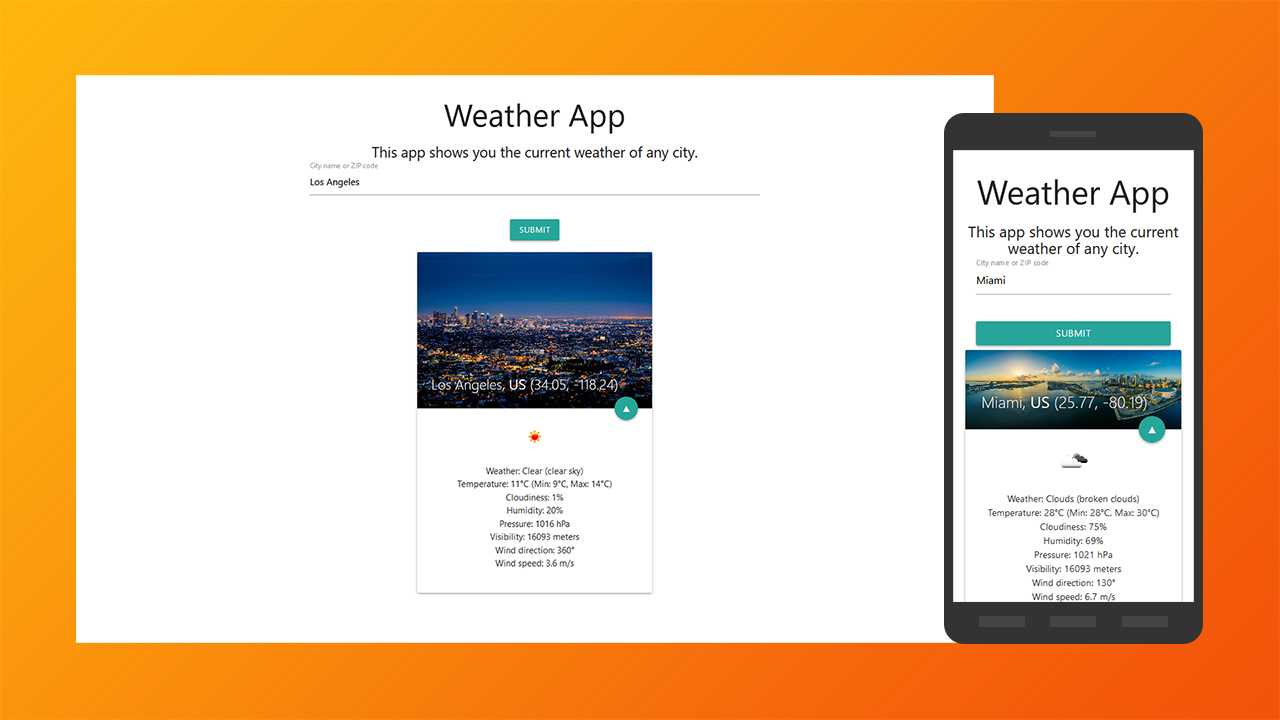 Weather App
This app shows you the current weather of any city.
City name or ZIP code
Los Angeles
SUBMIT
Los Angeles, US (34.05, -118.24)
Weather: Clear (clear sky)
Temperature: 11°C (Min: 9°C, Max: 14°C)
Cloudiness: 1%
Humidity: 20%
Pressure: 1016 hPa
Visibility: 16093 meters
Wind direction: 360°
Wind speed: 3.6 m/s
Weather App
This app shows you the current
weather of any city.
City name or ZIP code
Miami
SUBMIT
Miami, US (25.77, -80.19)
Weather: Clouds (broken clouds)
Temperature: 28°C (Min: 28°C, Max: 30°C)
Cloudiness: 75%
Humidity: 69%
Pressure: 1021 hPa
Visibility: 16093 meters
Wind direction: 130°
Wind speed: 6.7 m/s